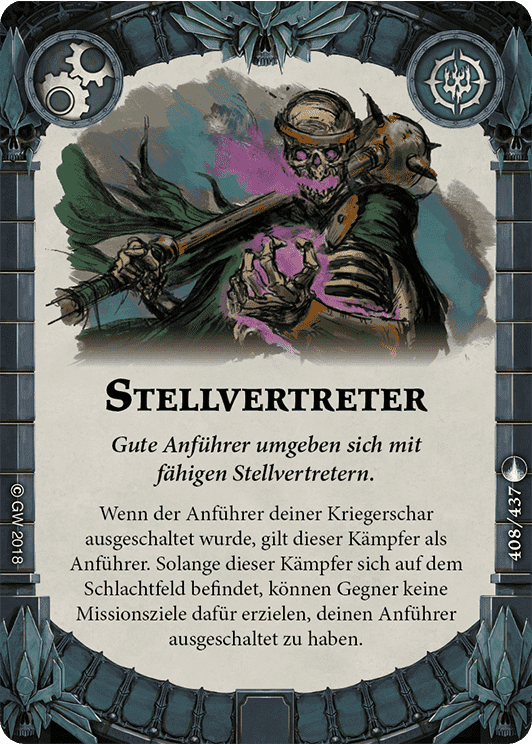 Stellvertreter
Gute Anführer umgeben sich mit
fähigen Stellvertretern.
Wenn der Anführer deiner Kriegerschar
ausgeschaltet wurde, gilt dieser Kämpfer als
Anführer. Solange dieser Kämpfer sich auf dem
Schlachtfeld befindet, können Gegner keine
Missionsziele dafür erzielen, deinen Anführer
ausgeschaltet zu haben.
© GW 2018
408/437